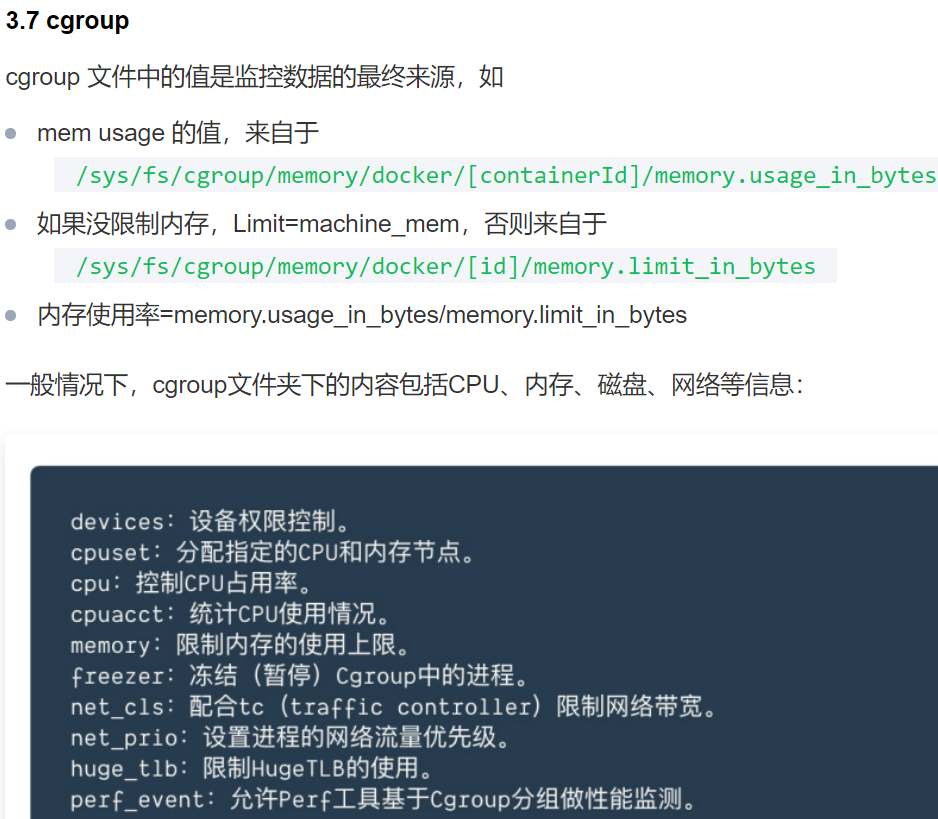 3.7 cgroup
cgroup 文件中的值是监控数据的最终来源，如
mem usage 的值，来自于
/sys/fs/cgroup/memory/docker/[containerId]/memory.usage_in_bytes
如果没限制内存，Limit=machine_mem，否则来自于
/sys/fs/cgroup/memory/docker/[id]/memory.limit_in_bytes
内存使用率=memory.usage_in_bytes/memory.limit_in_bytes
一般情况下，cgroup文件夹下的内容包括CPU、内存、磁盘、网络等信息：
devices：设备权限控制。
cpuset：分配指定的CPU和内存节点。
cpu：控制CPU占用率。
cpuacct：统计CPU使用情况。
memory：限制内存的使用上限。
freezer：冻结（暂停）Cgroup中的进程。
net_cls：配合tc（traffic controller）限制网络带宽。
net_prio：设置进程的网络流量优先级。
huge_tlb：限制HugeTLB的使用。
perf_event：允许Perf工具基于Cgroup分组做性能监测。